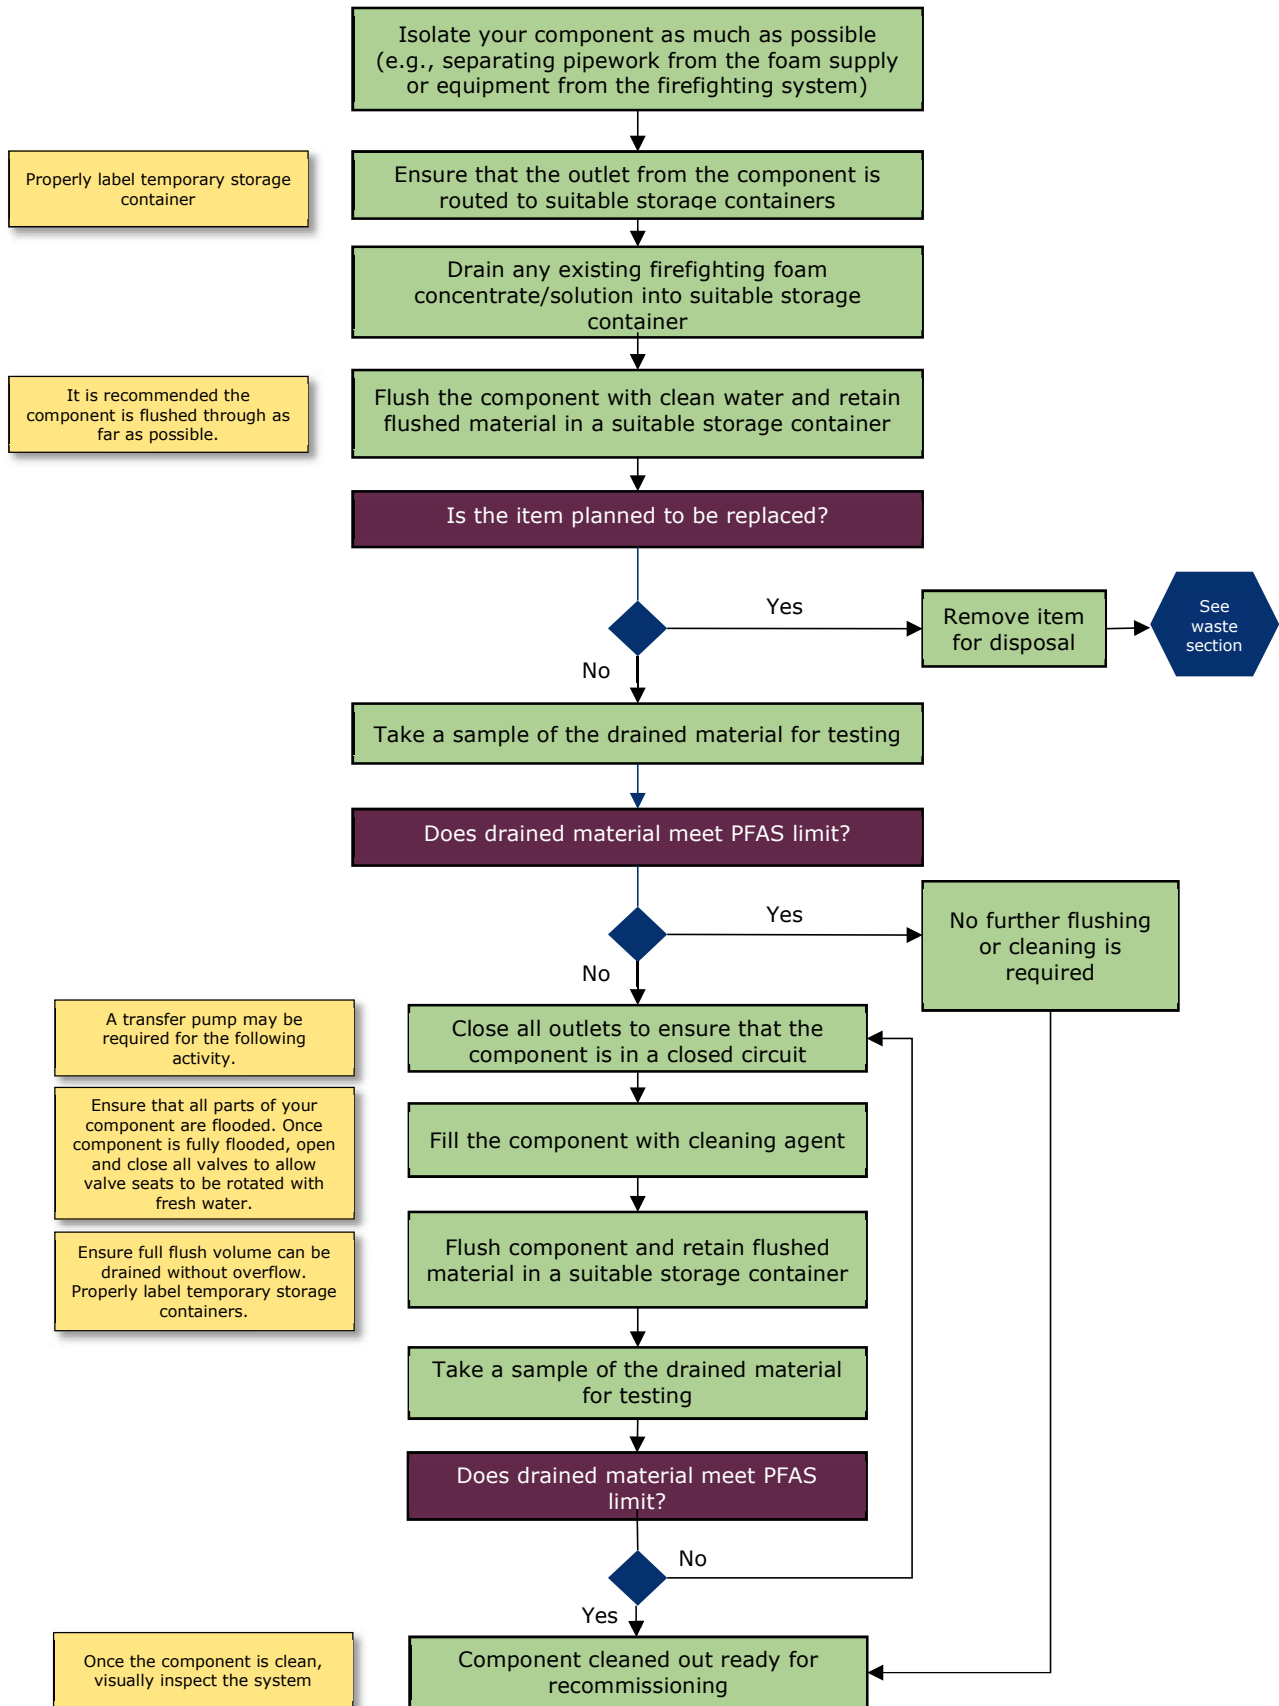 Isolate your component as much as possible
(e.g., separating pipework from the foam supply
or equipment from the firefighting system)
Properly label temporary storage
container
Ensure that the outlet from the component is
routed to suitable storage containers
Drain any existing firefighting foam
concentrate/solution into suitable storage
container
It is recommended the
component is flushed through as
far as possible.
Flush the component with clean water and retain
flushed material in a suitable storage container
Is the item planned to be replaced?
Yes
Remove item
for disposal
See
waste
section
No
Take a sample of the drained material for testing
Does drained material meet PFAS limit?
Yes
No further flushing
or cleaning is
required
No
A transfer pump may be
required for the following
activity.
Close all outlets to ensure that the
component is in a closed circuit
Ensure that all parts of your
component are flooded. Once
component is fully flooded, open
and close all valves to allow
valve seats to be rotated with
fresh water.
Fill the component with cleaning agent
Ensure full flush volume can be
drained without overflow.
Properly label temporary storage
containers.
Flush component and retain flushed
material in a suitable storage container
Take a sample of the drained material
for testing
Does drained material meet PFAS
limit?
No
Yes
Once the component is clean,
visually inspect the system
Component cleaned out ready for
recommissioning